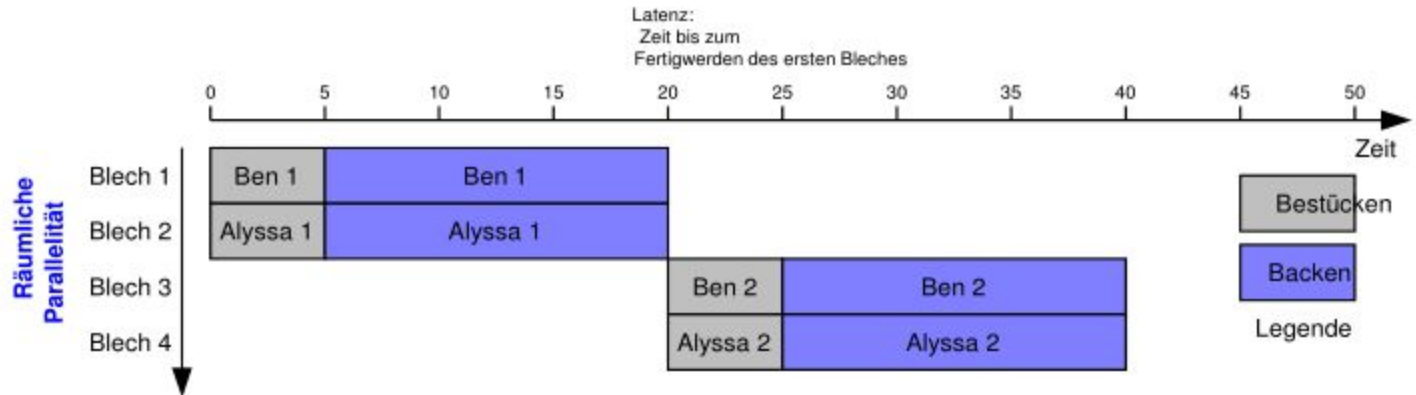 Latenz:
Zeit bis zum
Fertigwerden des ersten Bleches
0 5 10 15 20 25 30 35 40 45 50
Zeit
Räumliche
Parallelität
Blech 1 Ben 1 Ben 1
Blech 2 Alyssa 1 Alyssa 1
Blech 3 Ben 2 Ben 2
Blech 4 Alyssa 2 Alyssa 2
Bestücken
Backen
Legende